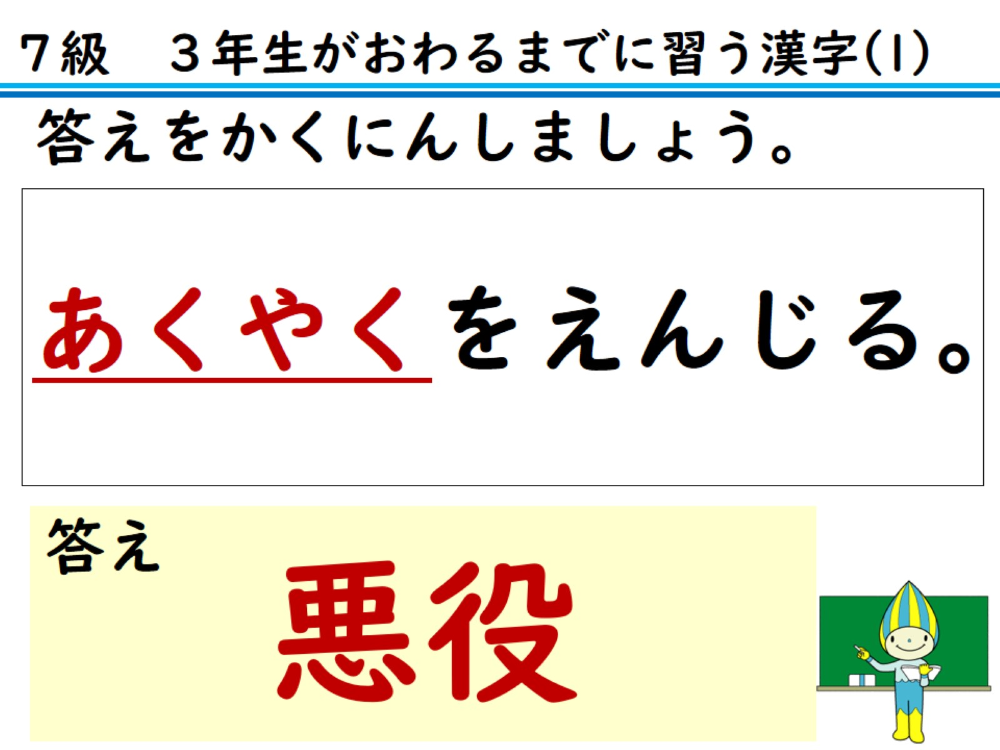 7級　3年生がおわるまでに習う漢字(1)
答えをかくにんしましょう。
あくやくをえんじる。
答え
悪役